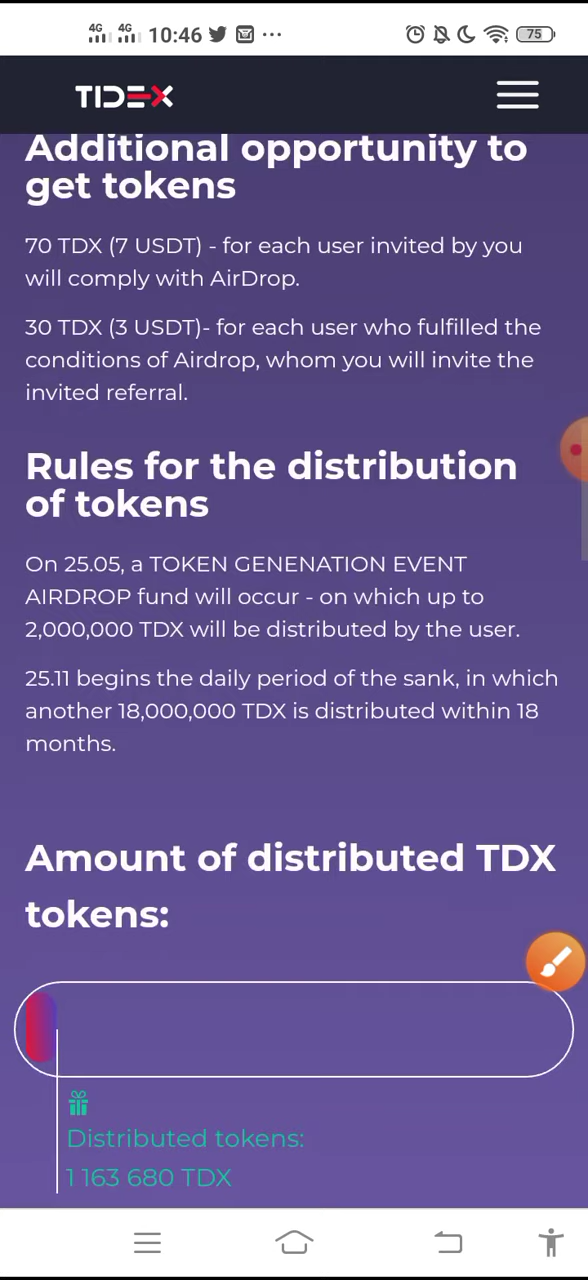 4G 4G 10:46 75
TIDEX
Additional opportunity to
get tokens
70 TDX (7 USDT) - for each user invited by you
will comply with AirDrop.
30 TDX (3 USDT)- for each user who fulfilled the
conditions of Airdrop, whom you will invite the
invited referral.
Rules for the distribution
of tokens
On 25.05, a TOKEN GENENATION EVENT
AIRDROP fund will occur - on which up to
2,000,000 TDX will be distributed by the user.
25.11 begins the daily period of the sank, in which
another 18,000,000 TDX is distributed within 18
months.
Amount of distributed TDX
tokens:
Distributed tokens:
1 163 680 TDX